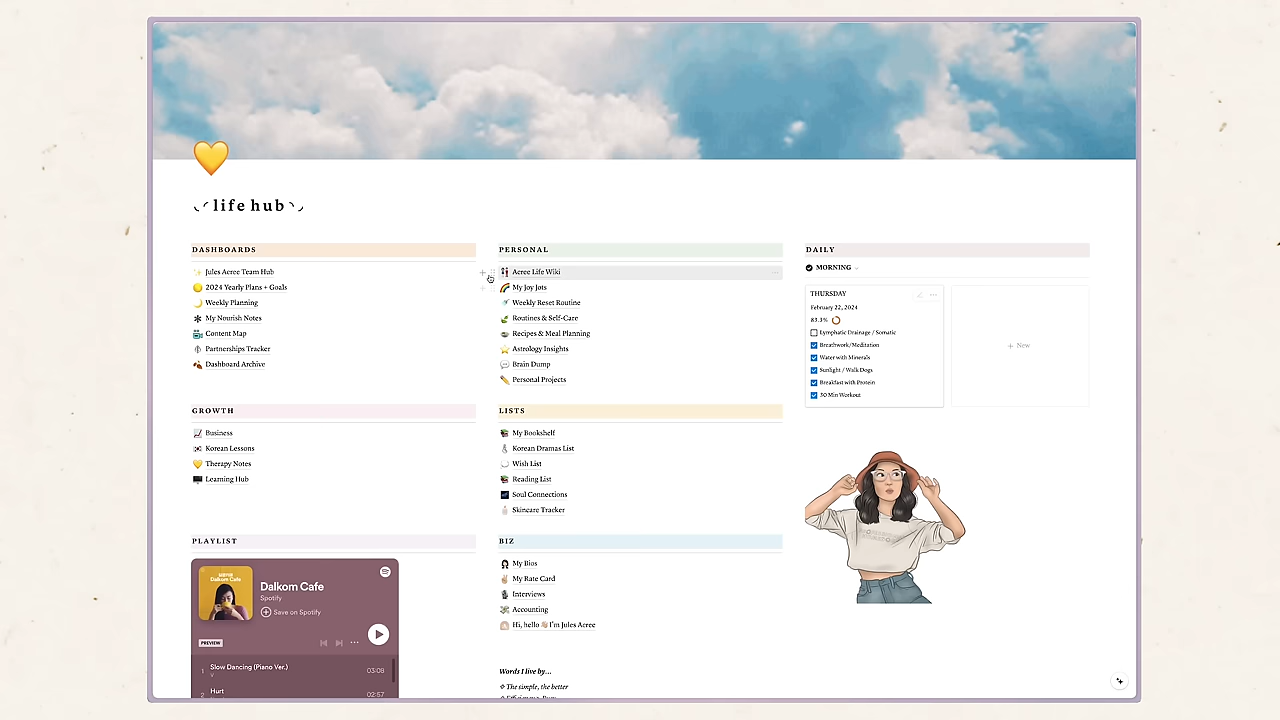 life hub
DASHBOARDS
Jules Acree Team Hub
2024 Yearly Plans + Goals
Weekly Planning
My Nourish Notes
Content Map
Partnerships Tracker
Dashboard Archive
GROWTH
Business
Korean Lessons
Therapy Notes
Learning Hub
PLAYLIST
Dalkom Cafe
Dalkom Cafe
Spotify
Save on Spotify
PREVIEW
1 Slow Dancing (Piano Ver.) 03:09
V
2 Hurt 02:57
PERSONAL
Acree Life Wiki
My Joy Jots
Weekly Reset Routine
Routines & Self-Care
Recipes & Meal Planning
Astrology Insights
Brain Dump
Personal Projects
LISTS
My Bookshelf
Korean Dramas List
Wish List
Reading List
Soul Connections
Skincare Tracker
BIZ
My Bios
My Rate Card
Interviews
Accounting
Hi, hello 👋🏼 I'm Jules Acree
Words I live by...
✧ The simple, the better
DAILY
MORNING
THURSDAY
February 22, 2024
83.3%
Lymphatic Drainage / Somatic
Breathwork/Meditation
Water with Minerals
Sunlight / Walk Dogs
Breakfast with Protein
30 Min Workout
+ New